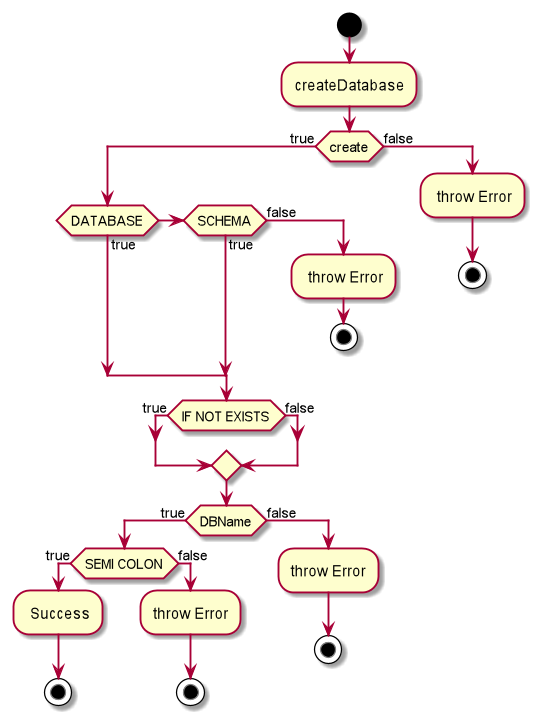 createDatabase
true
create
false
throw Error
DATABASE
true
SCHEMA
true
false
throw Error
true
IF NOT EXISTS
false
true
DBName
false
true
SEMI COLON
false
throw Error
Success
throw Error